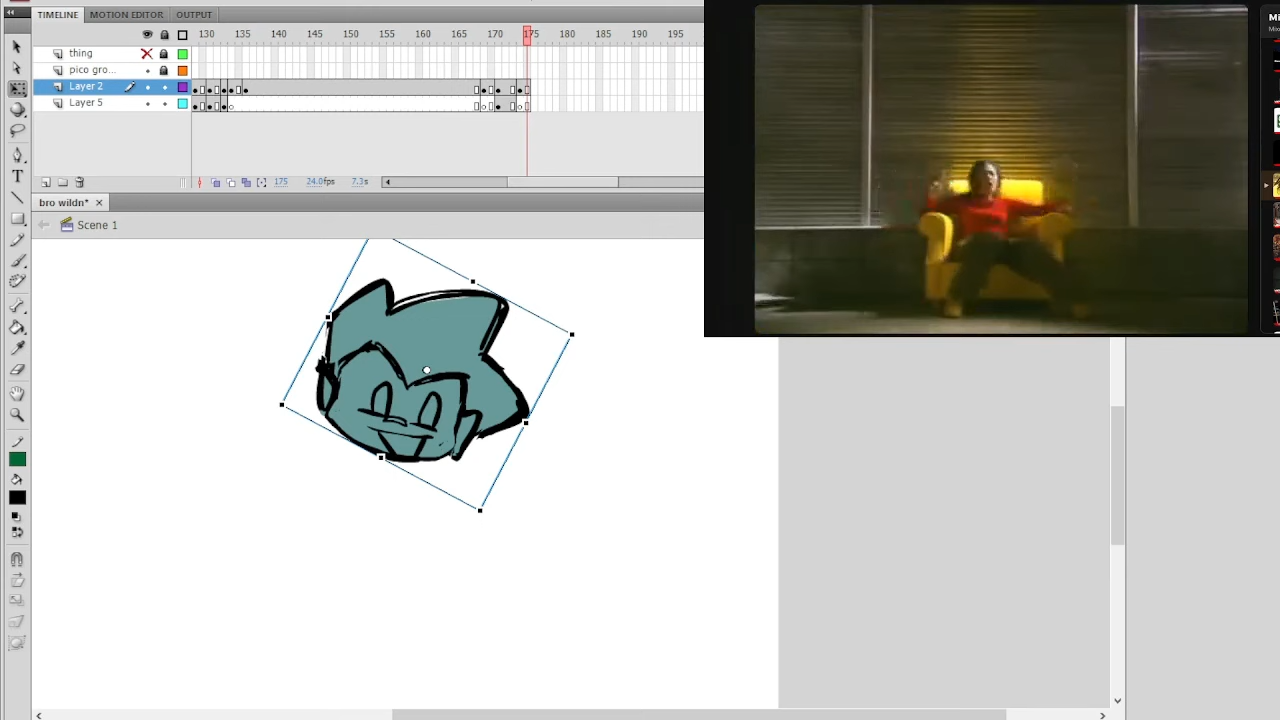 TIMELINE MOTION EDITOR OUTPUT
130 135 140 145 150 155 160 165 170 175 180 185 190 195
thing
pico gro...
Layer 2
Layer 5
175 24.0fps 7.3s
bro wildn* ×
Scene 1
T
Mi